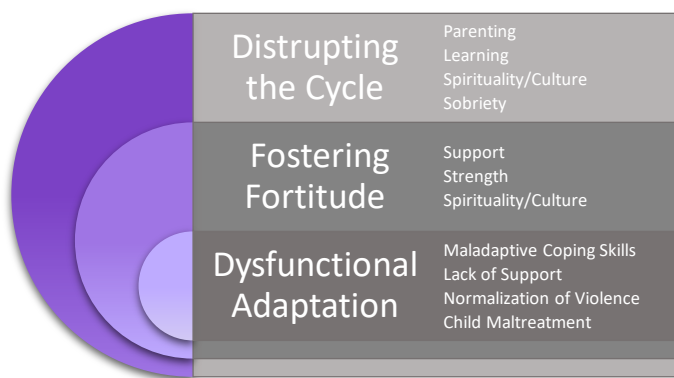 Distrupting
the Cycle
Parenting
Learning
Spirituality/Culture
Sobriety
Fostering
Fortitude
Support
Strength
Spirituality/Culture
Dysfunctional
Adaptation
Maladaptive Coping Skills
Lack of Support
Normalization of Violence
Child Maltreatment